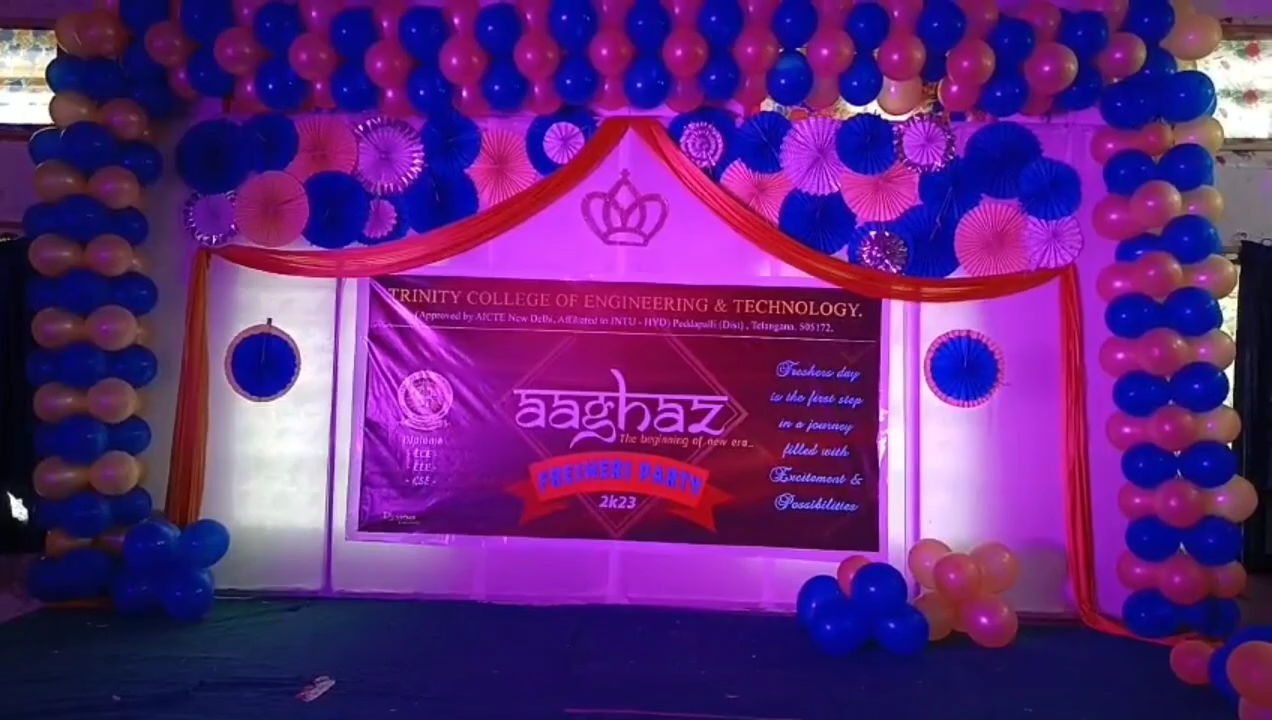 TRINITY COLLEGE OF ENGINEERING & TECHNOLOGY.
(Approved by AICTE New Delhi, Affiliated to JNTU - HYD) Peddapalli (Dist) , Telangana. 505172.
aaghaz
The beginning of new era...
FRESHERS PARTY
2k23
Diploma
- ECE -
- EEE -
- CSE -
Freshers day
is the first step
in a journey
filled with
Excitement &
Possibilities